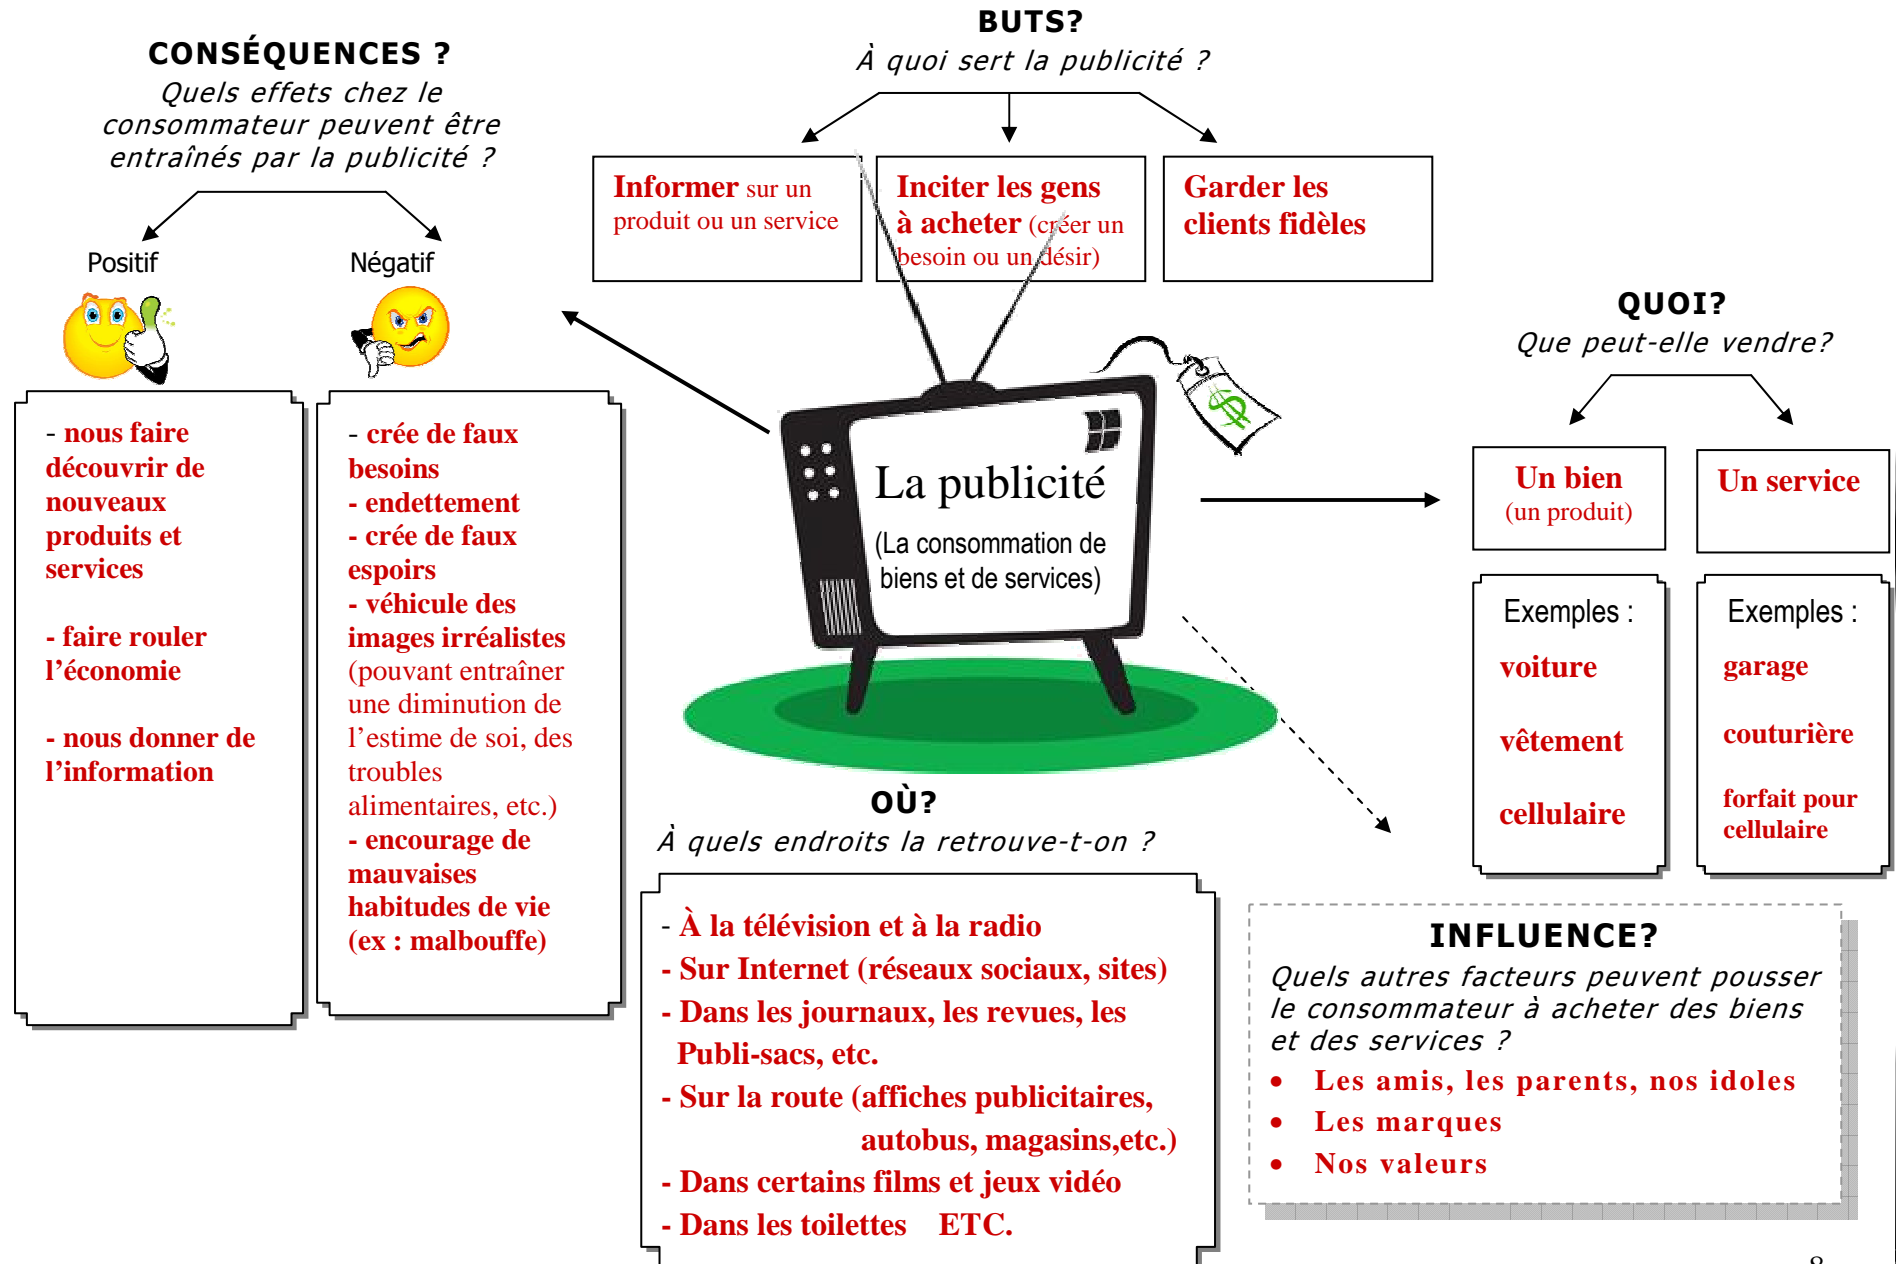 BUTS?
À quoi sert la publicité ?
Informer sur un
produit ou un service
Inciter les gens
à acheter (créer un
besoin ou un désir)
Garder les
clients fidèles
CONSÉQUENCES ?
Quels effets chez le
consommateur peuvent être
entraînés par la publicité ?
Positif
Négatif
- nous faire
découvrir de
nouveaux
produits et
services
- faire rouler
l’économie
- nous donner de
l’information
- crée de faux
besoins
- endettement
- crée de faux
espoirs
- véhicule des
images irréalistes
(pouvant entraîner
une diminution de
l’estime de soi, des
troubles
alimentaires, etc.)
- encourage de
mauvaises
habitudes de vie
(ex : malbouffe)
$
La publicité
(La consommation de
biens et de services)
QUOI?
Que peut-elle vendre?
Un bien
(un produit)
Un service
Exemples :
voiture
vêtement
cellulaire
Exemples :
garage
couturière
forfait pour
cellulaire
OÙ?
À quels endroits la retrouve-t-on ?
- À la télévision et à la radio
- Sur Internet (réseaux sociaux, sites)
- Dans les journaux, les revues, les
Publi-sacs, etc.
- Sur la route (affiches publicitaires,
autobus, magasins,etc.)
- Dans certains films et jeux vidéo
- Dans les toilettes ETC.
INFLUENCE?
Quels autres facteurs peuvent pousser
le consommateur à acheter des biens
et des services ?
• Les amis, les parents, nos idoles
• Les marques
• Nos valeurs